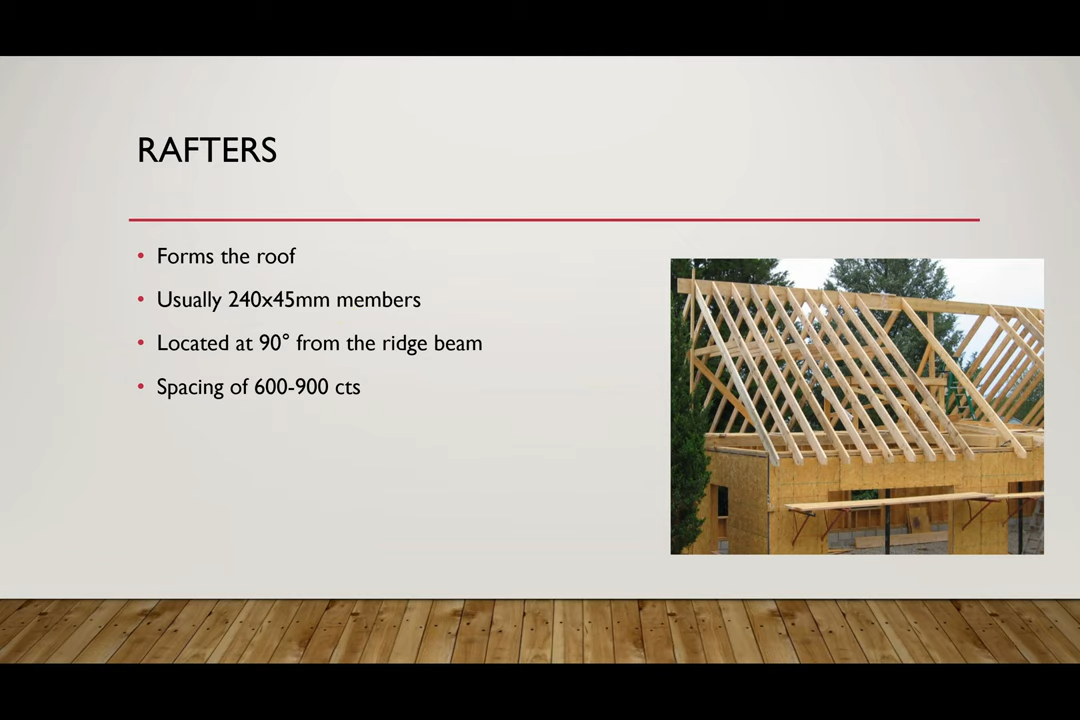 RAFTERS
Forms the roof
Usually 240x45mm members
Located at 90° from the ridge beam
Spacing of 600-900 cts